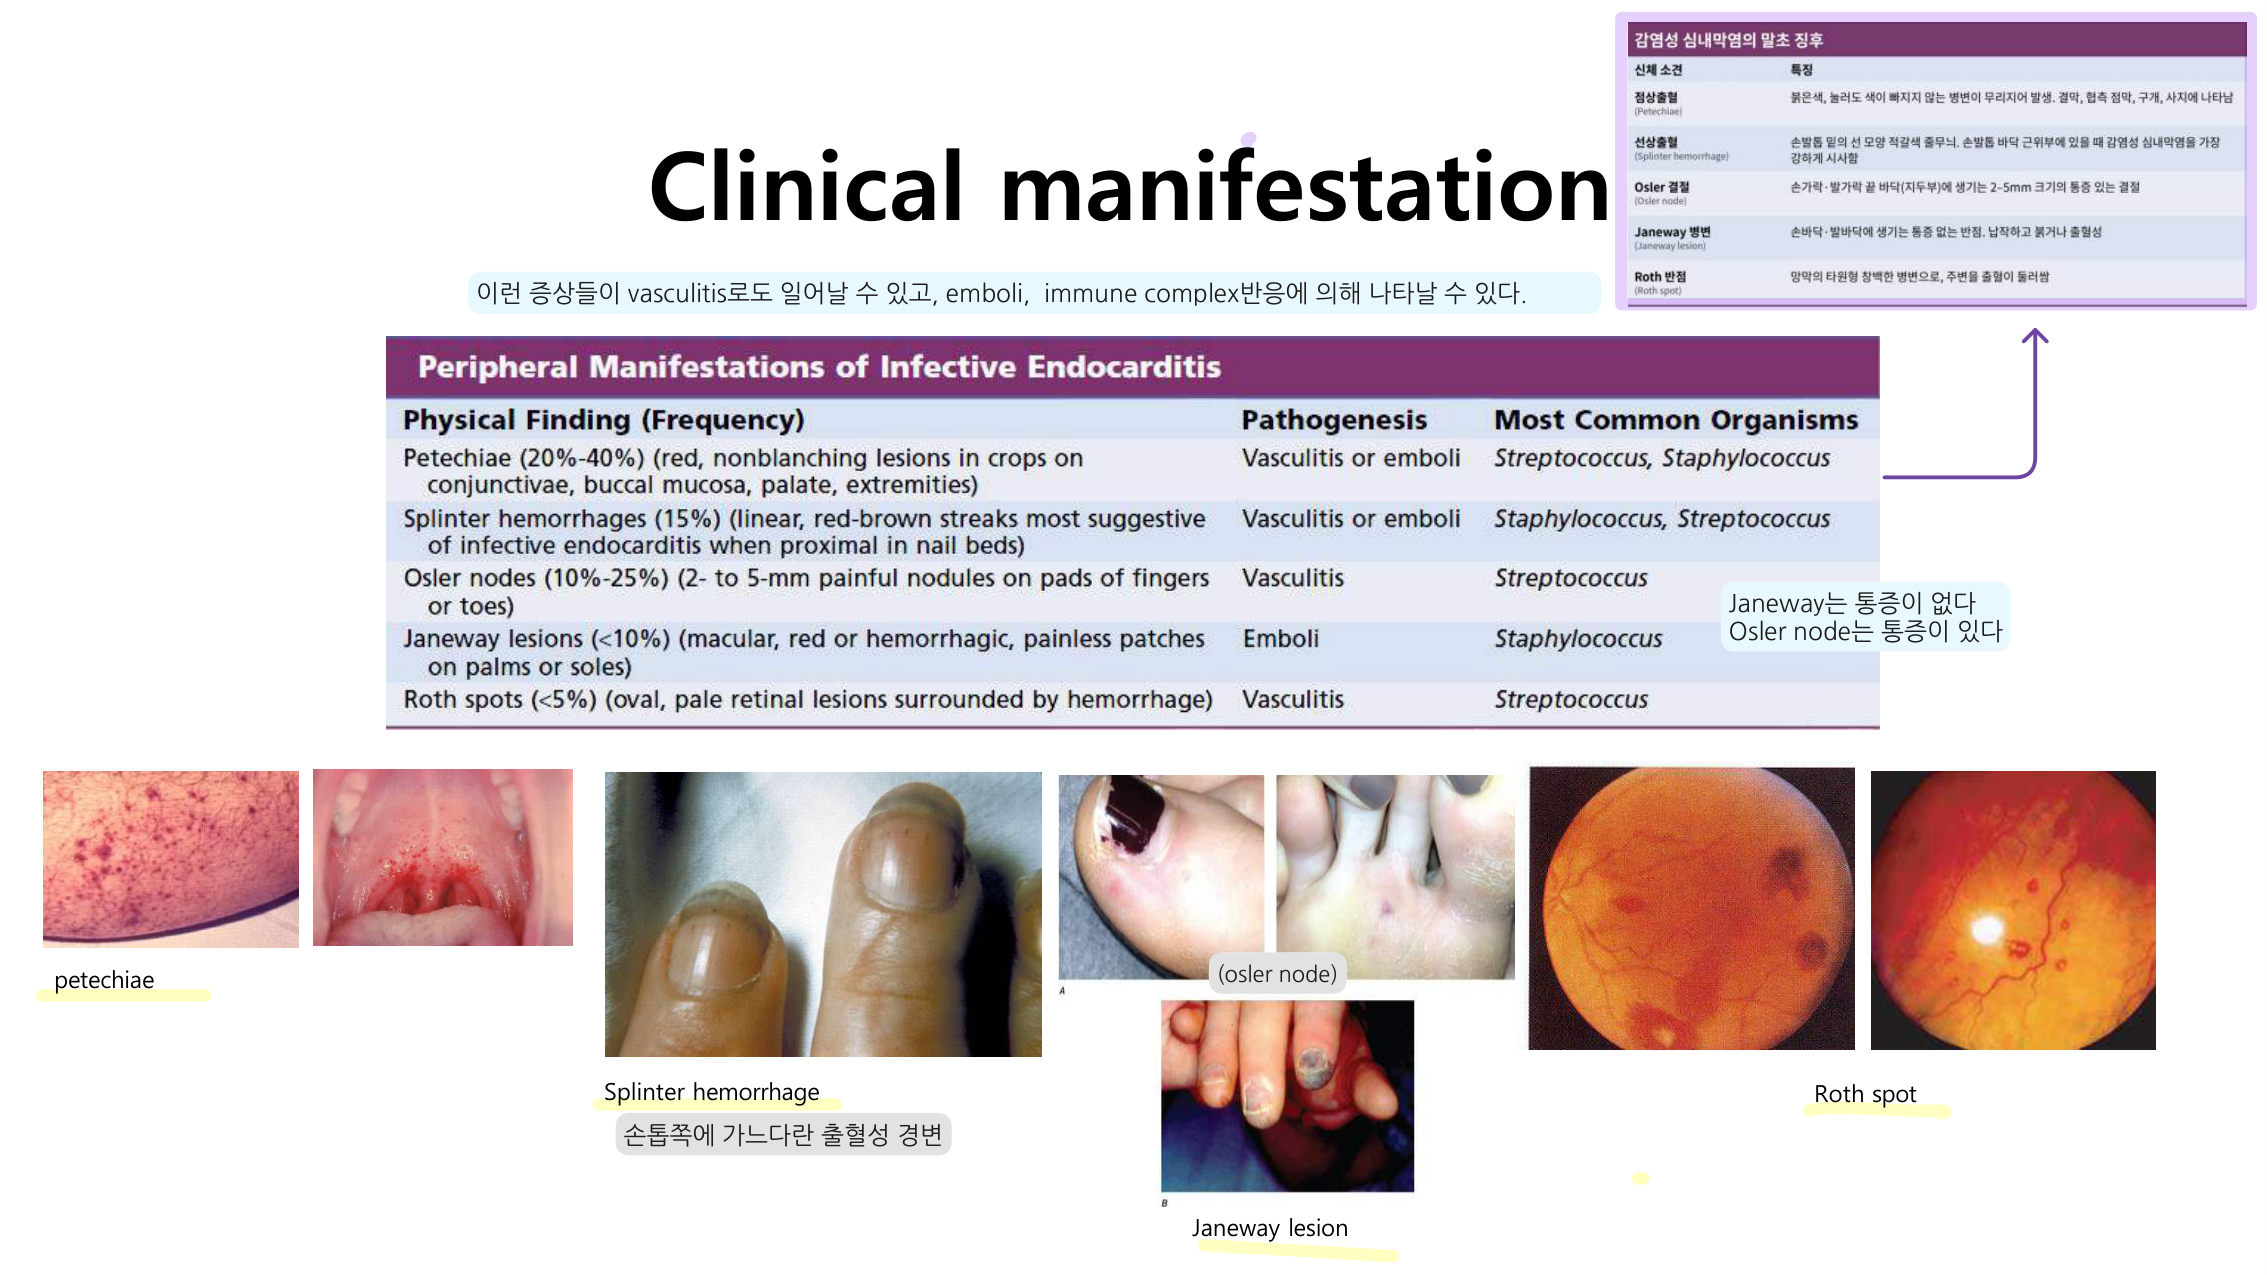 감염성 심내막염의 말초 징후
신체 소견 특징
점상출혈 붉은색, 눌러도 색이 빠지지 않는 병변이 무리지어 발생. 결막, 협측 점막, 구개, 사지에 나타남
(Petechiae)
선상출혈 손발톱 밑의 선 모양 적갈색 줄무늬. 손발톱 바닥 근위부에 있을 때 감염성 심내막염을 가장
(Splinter hemorrhage) 강하게 시사함
Osler 결절 손가락·발가락 끝 바닥(지두부)에 생기는 2–5mm 크기의 통증 있는 결절
(Osler node)
Janeway 병변 손바닥·발바닥에 생기는 통증 없는 반점. 납작하고 붉거나 출혈성
(Janeway lesion)
Roth 반점 망막의 타원형 창백한 병변으로, 주변을 출혈이 둘러쌈
(Roth spot)
Clinical manifestation
이런 증상들이 vasculitis로도 일어날 수 있고, emboli, immune complex반응에 의해 나타날 수 있다.
Peripheral Manifestations of Infective Endocarditis
Physical Finding (Frequency) Pathogenesis Most Common Organisms
Petechiae (20%-40%) (red, nonblanching lesions in crops on Vasculitis or emboli Streptococcus, Staphylococcus
conjunctivae, buccal mucosa, palate, extremities)
Splinter hemorrhages (15%) (linear, red-brown streaks most suggestive Vasculitis or emboli Staphylococcus, Streptococcus
of infective endocarditis when proximal in nail beds)
Osler nodes (10%-25%) (2- to 5-mm painful nodules on pads of fingers Vasculitis Streptococcus
or toes)
Janeway lesions (<10%) (macular, red or hemorrhagic, painless patches Emboli Staphylococcus
on palms or soles)
Roth spots (<5%) (oval, pale retinal lesions surrounded by hemorrhage) Vasculitis Streptococcus
Janeway는 통증이 없다
Osler node는 통증이 있다
petechiae
(osler node)
A
Splinter hemorrhage
손톱쪽에 가느다란 출혈성 경변
Roth spot
B
Janeway lesion